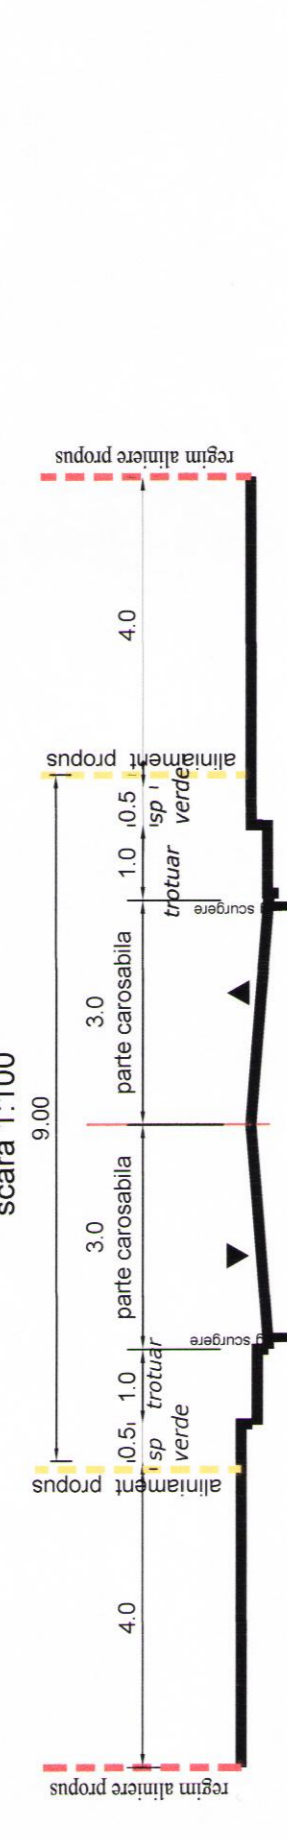 scara 1:100
9.00
regim aliniere propus
4.0
aliniament propus
0.5
sp
verde
1.0
trotuar
3.0
parte carosabila
3.0
parte carosabila
1.0
trotuar
0.5
sp
verde
aliniament propus
4.0
regim aliniere propus
scurgere
scurgere